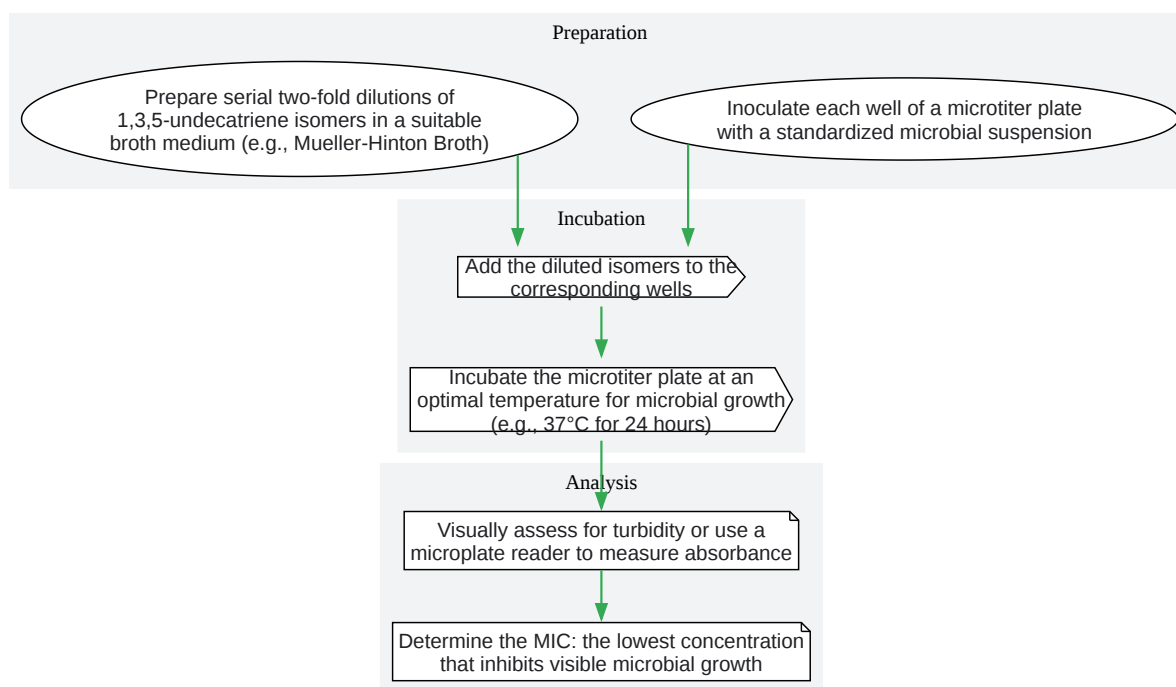 Preparation
Prepare serial two-fold dilutions of
1,3,5-undecatriene isomers in a suitable
broth medium (e.g., Mueller-Hinton Broth)
Inoculate each well of a microtiter plate
with a standardized microbial suspension
Incubation
Add the diluted isomers to the
corresponding wells
Incubate the microtiter plate at an
optimal temperature for microbial growth
(e.g., 37°C for 24 hours)
Analysis
Visually assess for turbidity or use a
microplate reader to measure absorbance
Determine the MIC: the lowest concentration
that inhibits visible microbial growth